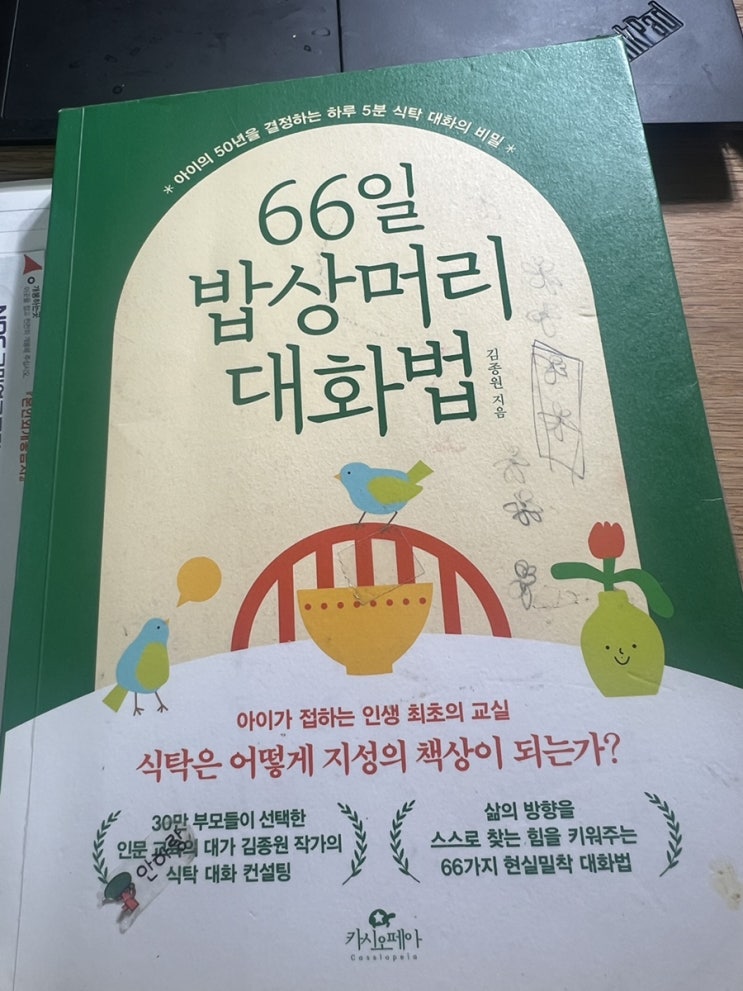 * 아이의 50년을 결정하는 하루 5분 식탁 대화의 비밀 *
66일
밥상머리
대화법
김종원 지음
아이가 접하는 인생 최초의 교실
식탁은 어떻게 지성의 책상이 되는가?
30만 부모들이 선택한
인문 교육의 대가 김종원 작가의
식탁 대화 컨설팅
삶의 방향을
스스로 찾는 힘을 키워주는
66가지 현실밀착 대화법
카시오페아
Cassiopeia